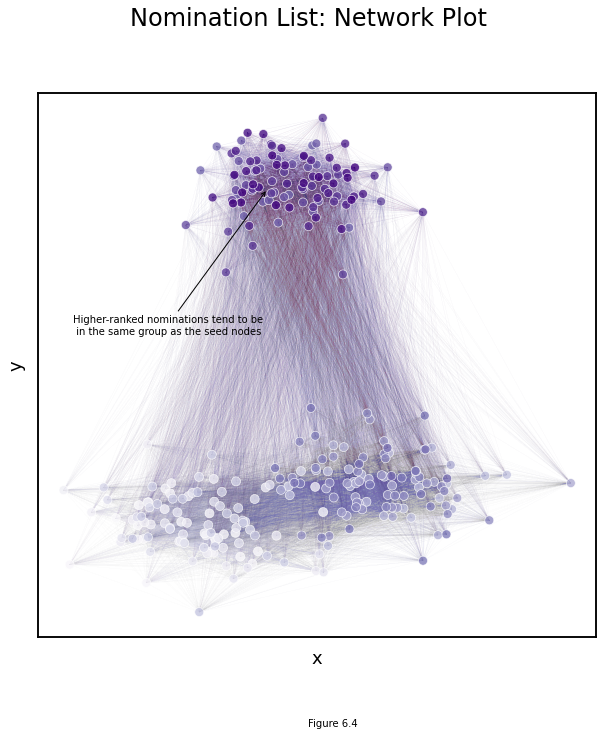 Nomination List: Network Plot
y
Higher-ranked nominations tend to be
in the same group as the seed nodes
x
Figure 6.4